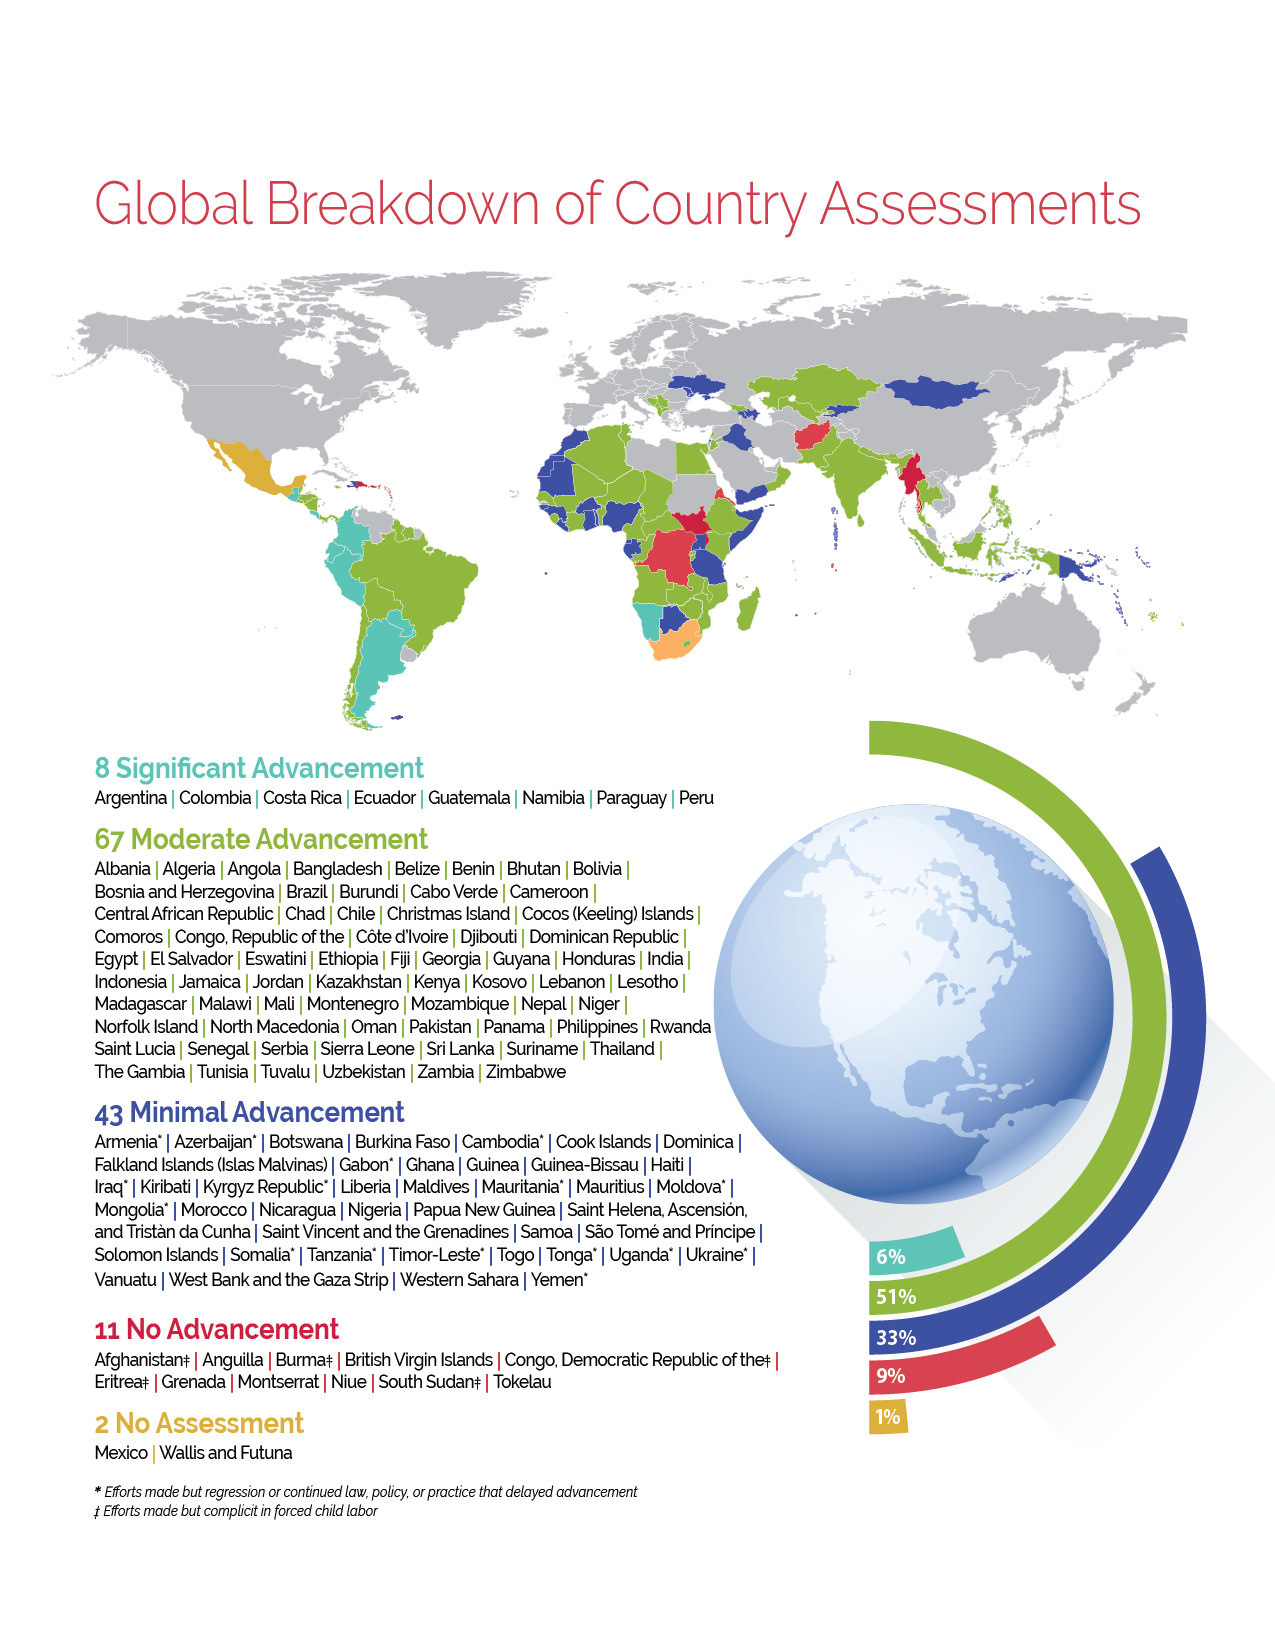 Global Breakdown of Country Assessments
8 Significant Advancement
Argentina | Colombia | Costa Rica | Ecuador | Guatemala | Namibia | Paraguay | Peru
67 Moderate Advancement
Albania | Algeria | Angola | Bangladesh | Belize | Benin | Bhutan | Bolivia |
Bosnia and Herzegovina | Brazil | Burundi | Cabo Verde | Cameroon |
Central African Republic | Chad | Chile | Christmas Island | Cocos (Keeling) Islands |
Comoros | Congo, Republic of the | Côte d'Ivoire | Djibouti | Dominican Republic |
Egypt | El Salvador | Eswatini | Ethiopia | Fiji | Georgia | Guyana | Honduras | India |
Indonesia | Jamaica | Jordan | Kazakhstan | Kenya | Kosovo | Lebanon | Lesotho |
Madagascar | Malawi | Mali | Montenegro | Mozambique | Nepal | Niger |
Norfolk Island | North Macedonia | Oman | Pakistan | Panama | Philippines | Rwanda
Saint Lucia | Senegal | Serbia | Sierra Leone | Sri Lanka | Suriname | Thailand |
The Gambia | Tunisia | Tuvalu | Uzbekistan | Zambia | Zimbabwe
43 Minimal Advancement
Armenia* | Azerbaijan* | Botswana | Burkina Faso | Cambodia* | Cook Islands | Dominica |
Falkland Islands (Islas Malvinas) | Gabon* | Ghana | Guinea | Guinea-Bissau | Haiti |
Iraq* | Kiribati | Kyrgyz Republic* | Liberia | Maldives | Mauritania* | Mauritius | Moldova* |
Mongolia* | Morocco | Nicaragua | Nigeria | Papua New Guinea | Saint Helena, Ascensión,
and Tristàn da Cunha | Saint Vincent and the Grenadines | Samoa | São Tomé and Príncipe |
Solomon Islands | Somalia* | Tanzania* | Timor-Leste* | Togo | Tonga* | Uganda* | Ukraine* |
Vanuatu | West Bank and the Gaza Strip | Western Sahara | Yemen*
11 No Advancement
Afghanistan‡ | Anguilla | Burma‡ | British Virgin Islands | Congo, Democratic Republic of the‡ |
Eritrea‡ | Grenada | Montserrat | Niue | South Sudan‡ | Tokelau
2 No Assessment
Mexico | Wallis and Futuna
* Efforts made but regression or continued law, policy, or practice that delayed advancement
‡ Efforts made but complicit in forced child labor
6%
51%
33%
9%
1%